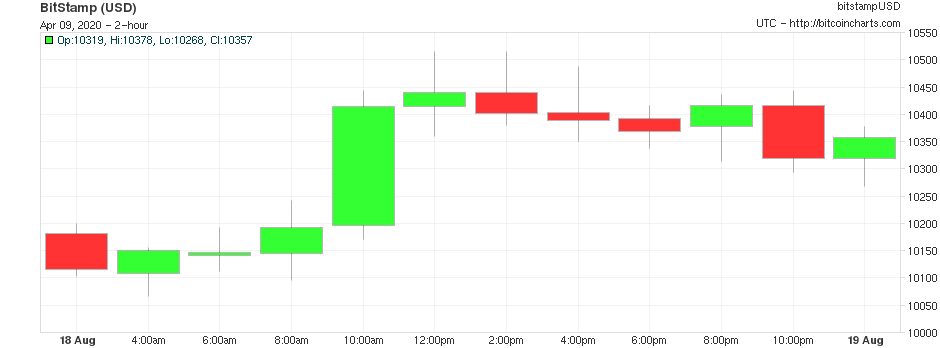 BitStamp (USD)
bitstampUSD
Apr 09, 2020 - 2-hour
UTC - http://bitcoincharts.com
Op:10319, Hi:10378, Lo:10268, Cl:10357
10550
10500
10450
10400
10350
10300
10250
10200
10150
10100
10050
10000
18 Aug 4:00am 6:00am 8:00am 10:00am 12:00pm 2:00pm 4:00pm 6:00pm 8:00pm 10:00pm 19 Aug